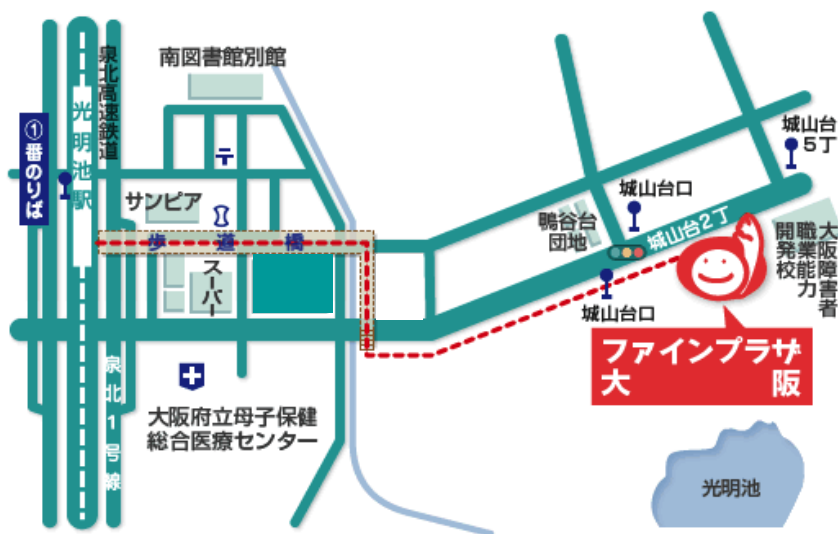 南図書館別館
泉北高速鉄道
光明池駅
①番のりば
〒
サンピア
歩道橋
スーパー
大阪府立母子保健
総合医療センター
泉北1号線
城山台
5丁
城山台口
鴨谷台
団地
城山台2丁
城山台口
大阪障害者
職業能力
開発校
ファインプラザ
大阪
光明池